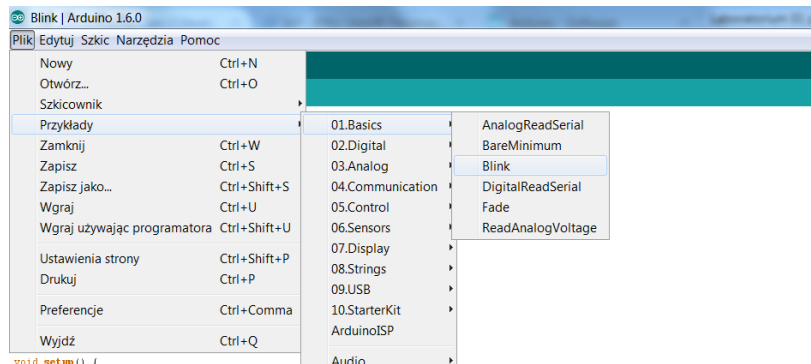 Blink | Arduino 1.6.0
Plik Edytuj Szkic Narzędzia Pomoc
Nowy Ctrl+N
Otwórz... Ctrl+O
Szkicownik
Przykłady
Zamknij Ctrl+W
Zapisz Ctrl+S
Zapisz jako... Ctrl+Shift+S
Wgraj Ctrl+U
Wgraj używając programatora Ctrl+Shift+U
Ustawienia strony Ctrl+Shift+P
Drukuj Ctrl+P
Preferencje Ctrl+Comma
Wyjdź Ctrl+Q
01.Basics
02.Digital
03.Analog
04.Communication
05.Control
06.Sensors
07.Display
08.Strings
09.USB
10.StarterKit
ArduinoISP
Audio
AnalogReadSerial
BareMinimum
Blink
DigitalReadSerial
Fade
ReadAnalogVoltage
void setup() {